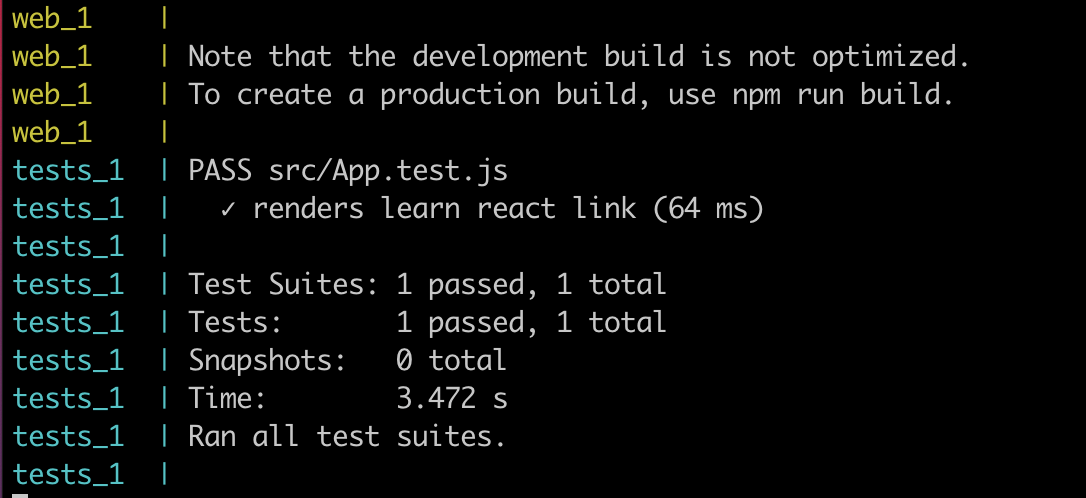 web_1     |
web_1     | Note that the development build is not optimized.
web_1     | To create a production build, use npm run build.
web_1     |
tests_1   | PASS src/App.test.js
tests_1   |   ✓ renders learn react link (64 ms)
tests_1   |
tests_1   | Test Suites: 1 passed, 1 total
tests_1   | Tests:       1 passed, 1 total
tests_1   | Snapshots:   0 total
tests_1   | Time:        3.472 s
tests_1   | Ran all test suites.
tests_1   |